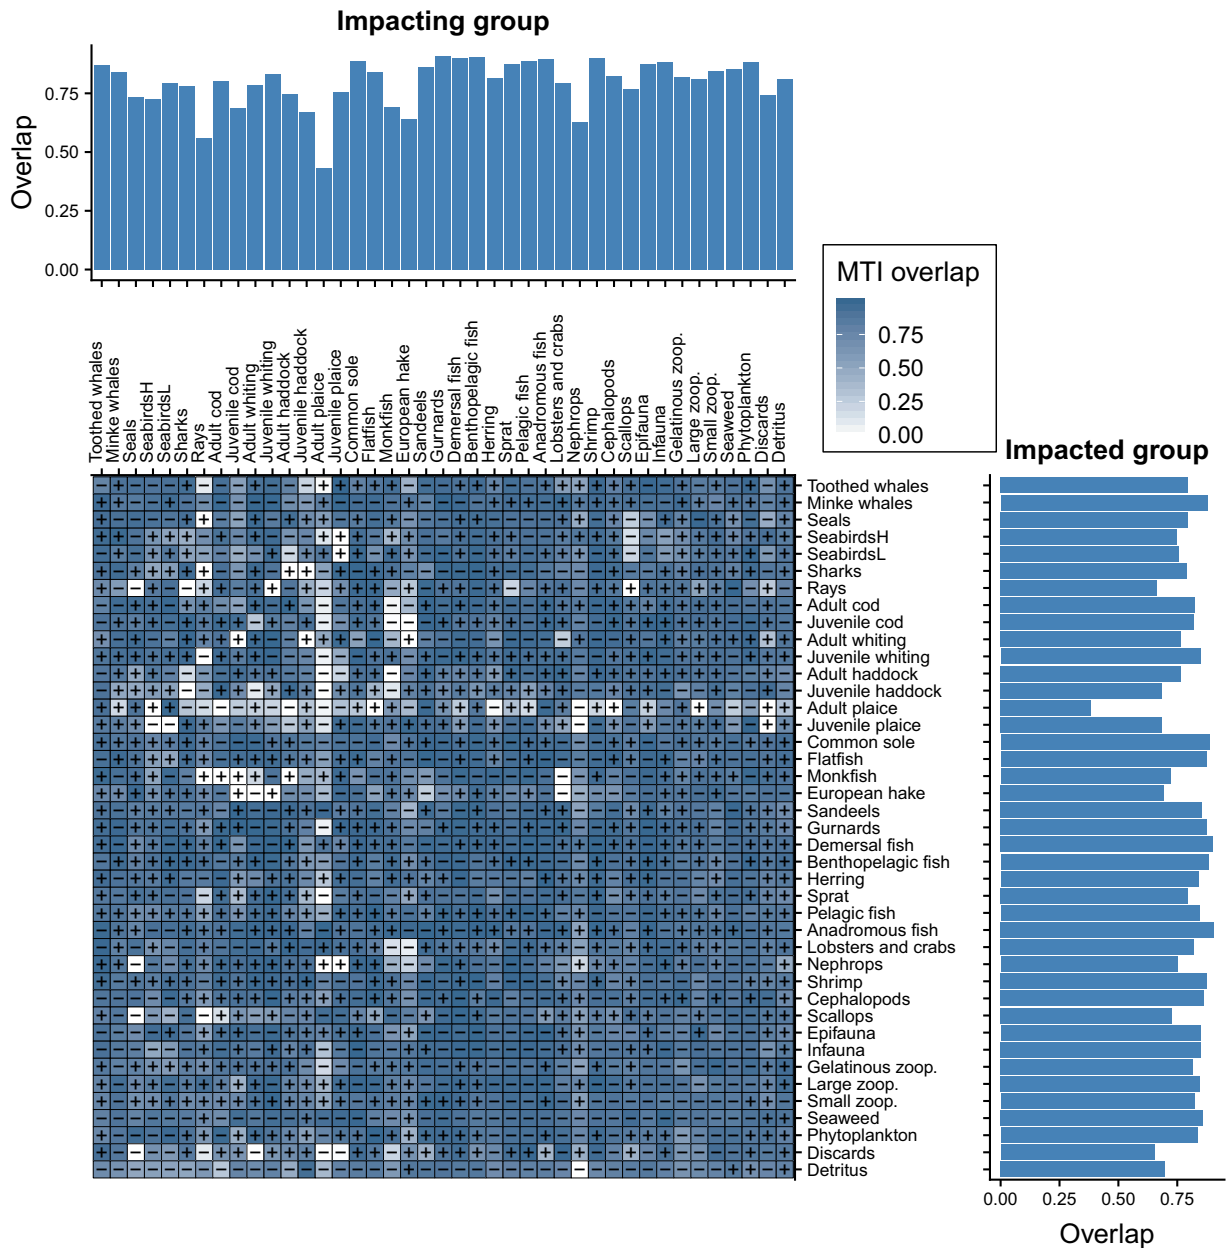 Impacting group
Overlap
0.75
0.50
0.25
0.00
MTI overlap
0.75
0.50
0.25
0.00
Toothed whales
Minke whales
Seals
SeabirdsH
SeabirdsL
Sharks
Rays
Adult cod
Juvenile cod
Adult whiting
Juvenile whiting
Adult haddock
Juvenile haddock
Adult plaice
Juvenile plaice
Common sole
Flatfish
Monkfish
European hake
Sandeels
Gurnards
Demersal fish
Benthopelagic fish
Herring
Sprat
Pelagic fish
Anadromous fish
Lobsters and crabs
Nephrops
Shrimp
Cephalopods
Scallops
Epifauna
Infauna
Gelatinous zoop.
Large zoop.
Small zoop.
Seaweed
Phytoplankton
Discards
Detritus
Impacted group
Toothed whales
Minke whales
Seals
SeabirdsH
SeabirdsL
Sharks
Rays
Adult cod
Juvenile cod
Adult whiting
Juvenile whiting
Adult haddock
Juvenile haddock
Adult plaice
Juvenile plaice
Common sole
Flatfish
Monkfish
European hake
Sandeels
Gurnards
Demersal fish
Benthopelagic fish
Herring
Sprat
Pelagic fish
Anadromous fish
Lobsters and crabs
Nephrops
Shrimp
Cephalopods
Scallops
Epifauna
Infauna
Gelatinous zoop.
Large zoop.
Small zoop.
Seaweed
Phytoplankton
Discards
Detritus
0.00 0.25 0.50 0.75
Overlap